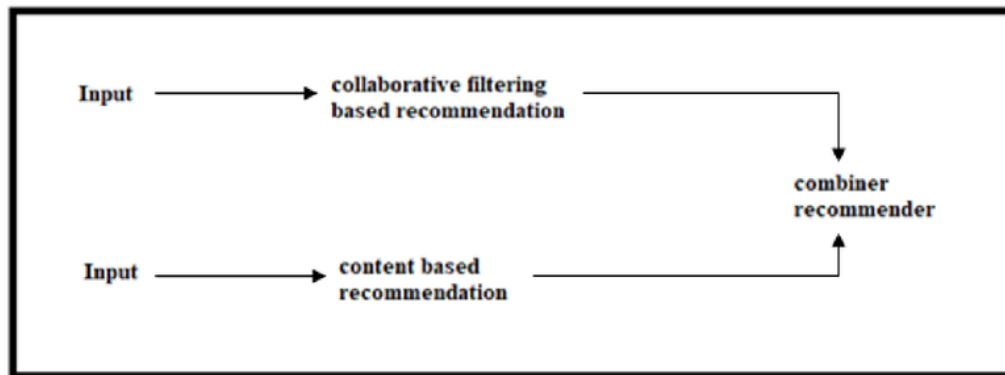 Input
collaborative filtering
based recommendation
combiner
recommender
Input
content based
recommendation